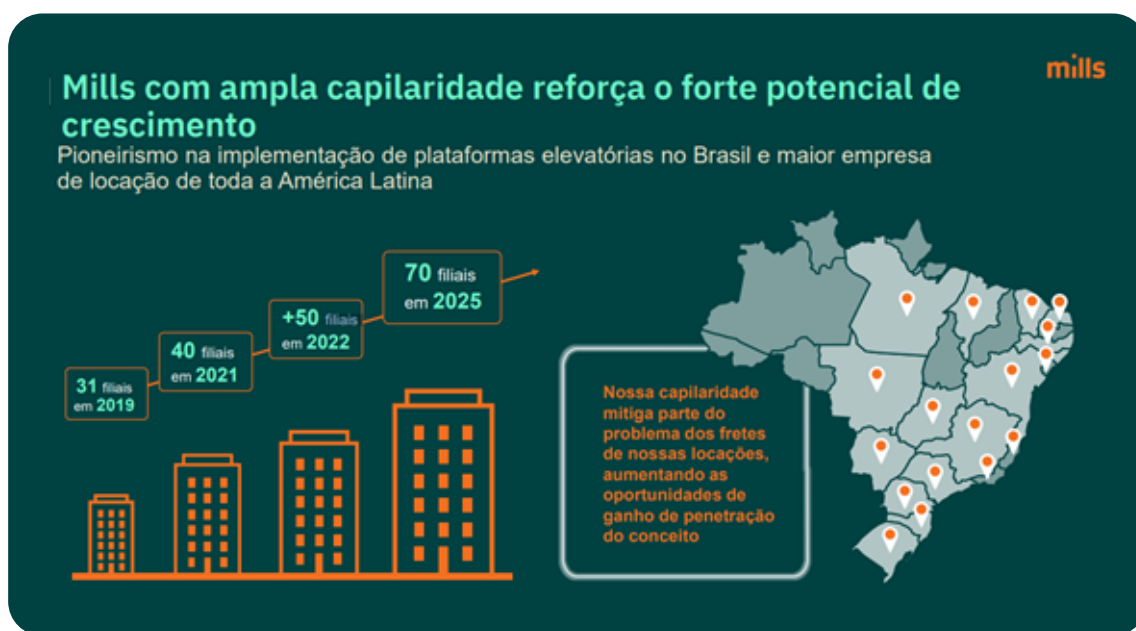 mills
Mills com ampla capilaridade reforça o forte potencial de
crescimento
Pioneirismo na implementação de plataformas elevatórias no Brasil e maior empresa
de locação de toda a América Latina
31 filiais
em 2019
40 filiais
em 2021
+50 filiais
em 2022
70 filiais
em 2025
Nossa capilaridade
mitiga parte do
problema dos fretes
de nossas locações,
aumentando as
oportunidades de
ganho de penetração
do conceito